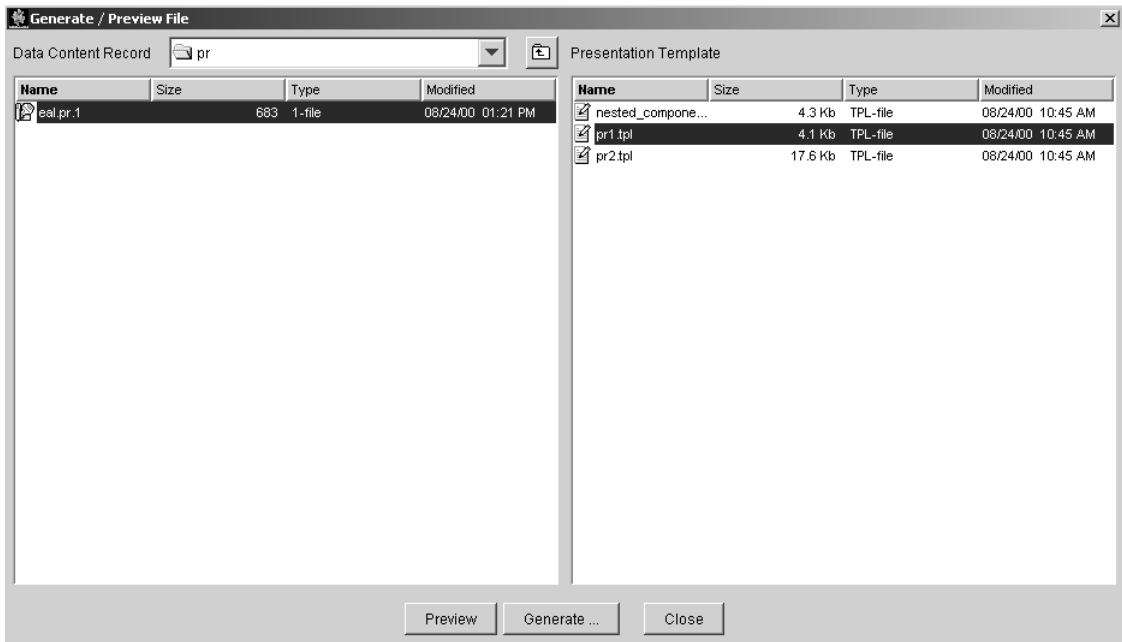 Generate / Preview File
Data Content Record pr Presentation Template
Name Size Type Modified Name Size Type Modified
eal.pr.1 683 1-file 08/24/00 01:21 PM nested_compone... 4.3 Kb TPL-file 08/24/00 10:45 AM
pr1.tpl 4.1 Kb TPL-file 08/24/00 10:45 AM
pr2.tpl 17.6 Kb TPL-file 08/24/00 10:45 AM
Preview Generate ... Close